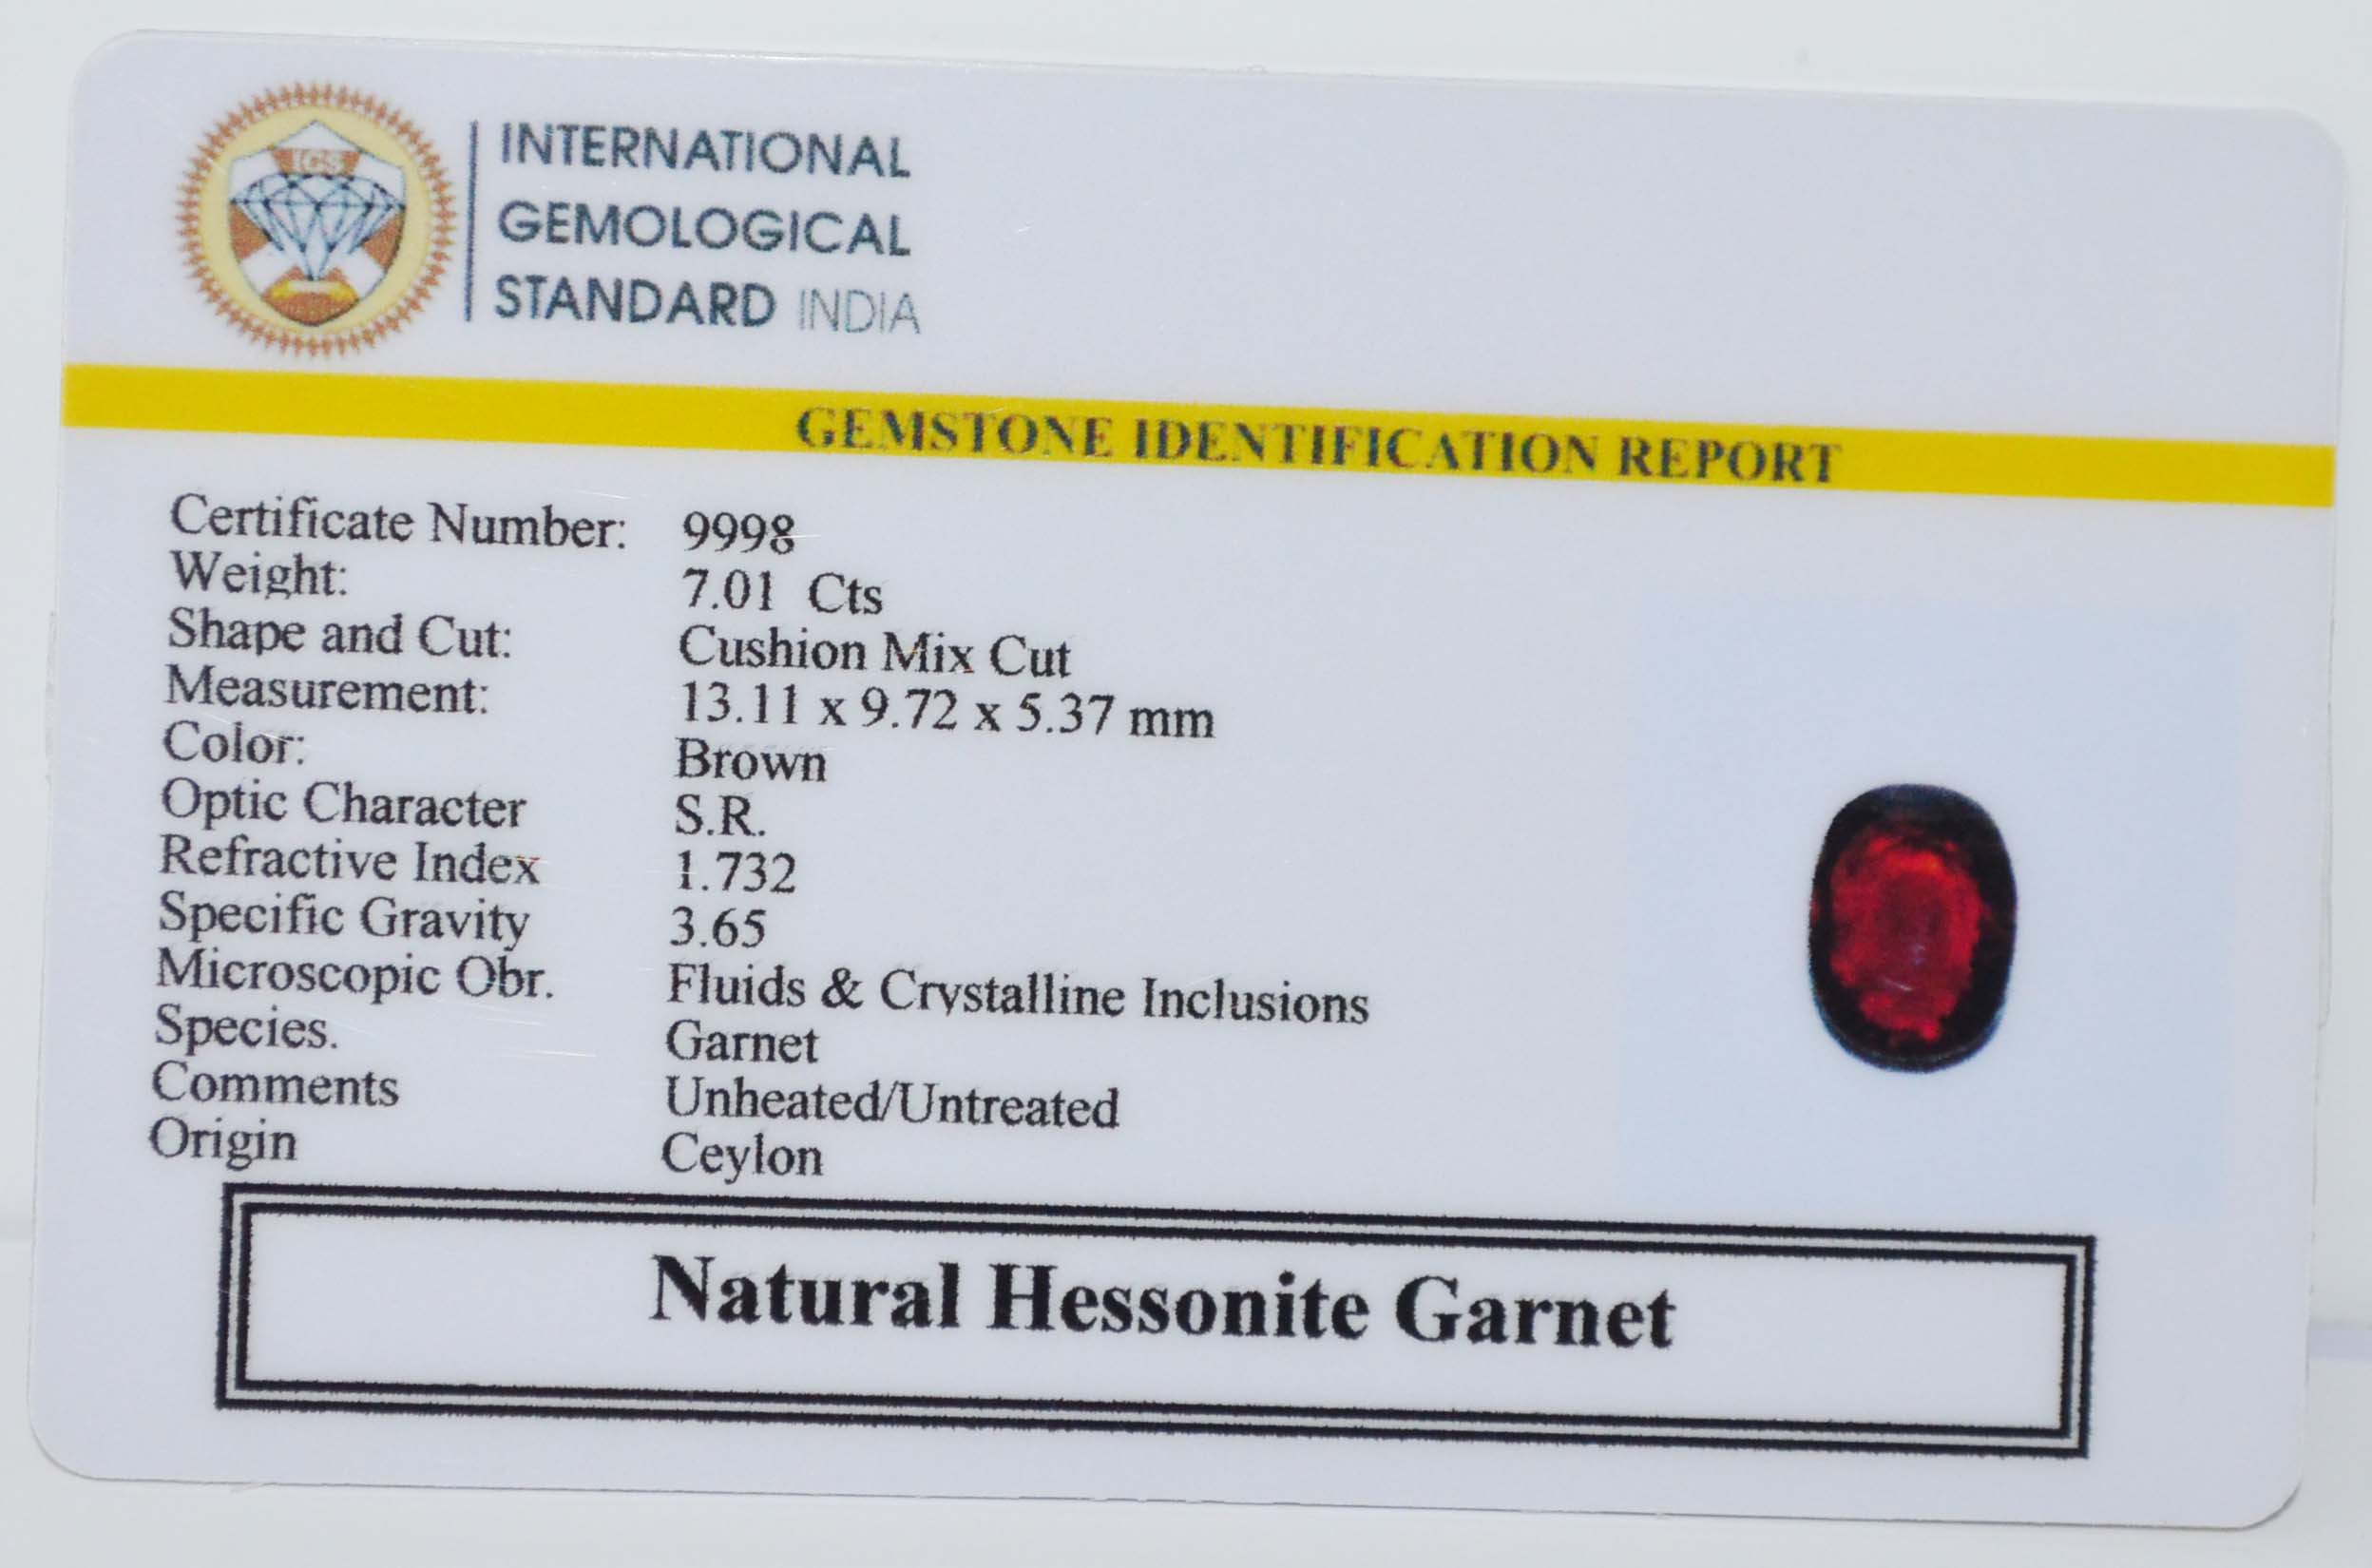 IGS
INTERNATIONAL
GEMOLOGICAL
STANDARD INDIA
GEMSTONE IDENTIFICATION REPORT
Certificate Number: 9998
Weight: 7.01 Cts
Shape and Cut: Cushion Mix Cut
Measurement: 13.11 x 9.72 x 5.37 mm
Color: Brown
Optic Character S.R.
Refractive Index 1.732
Specific Gravity 3.65
Microscopic Obr. Fluids & Crystalline Inclusions
Species. Garnet
Comments Unheated/Untreated
Origin Ceylon
Natural Hessonite Garnet